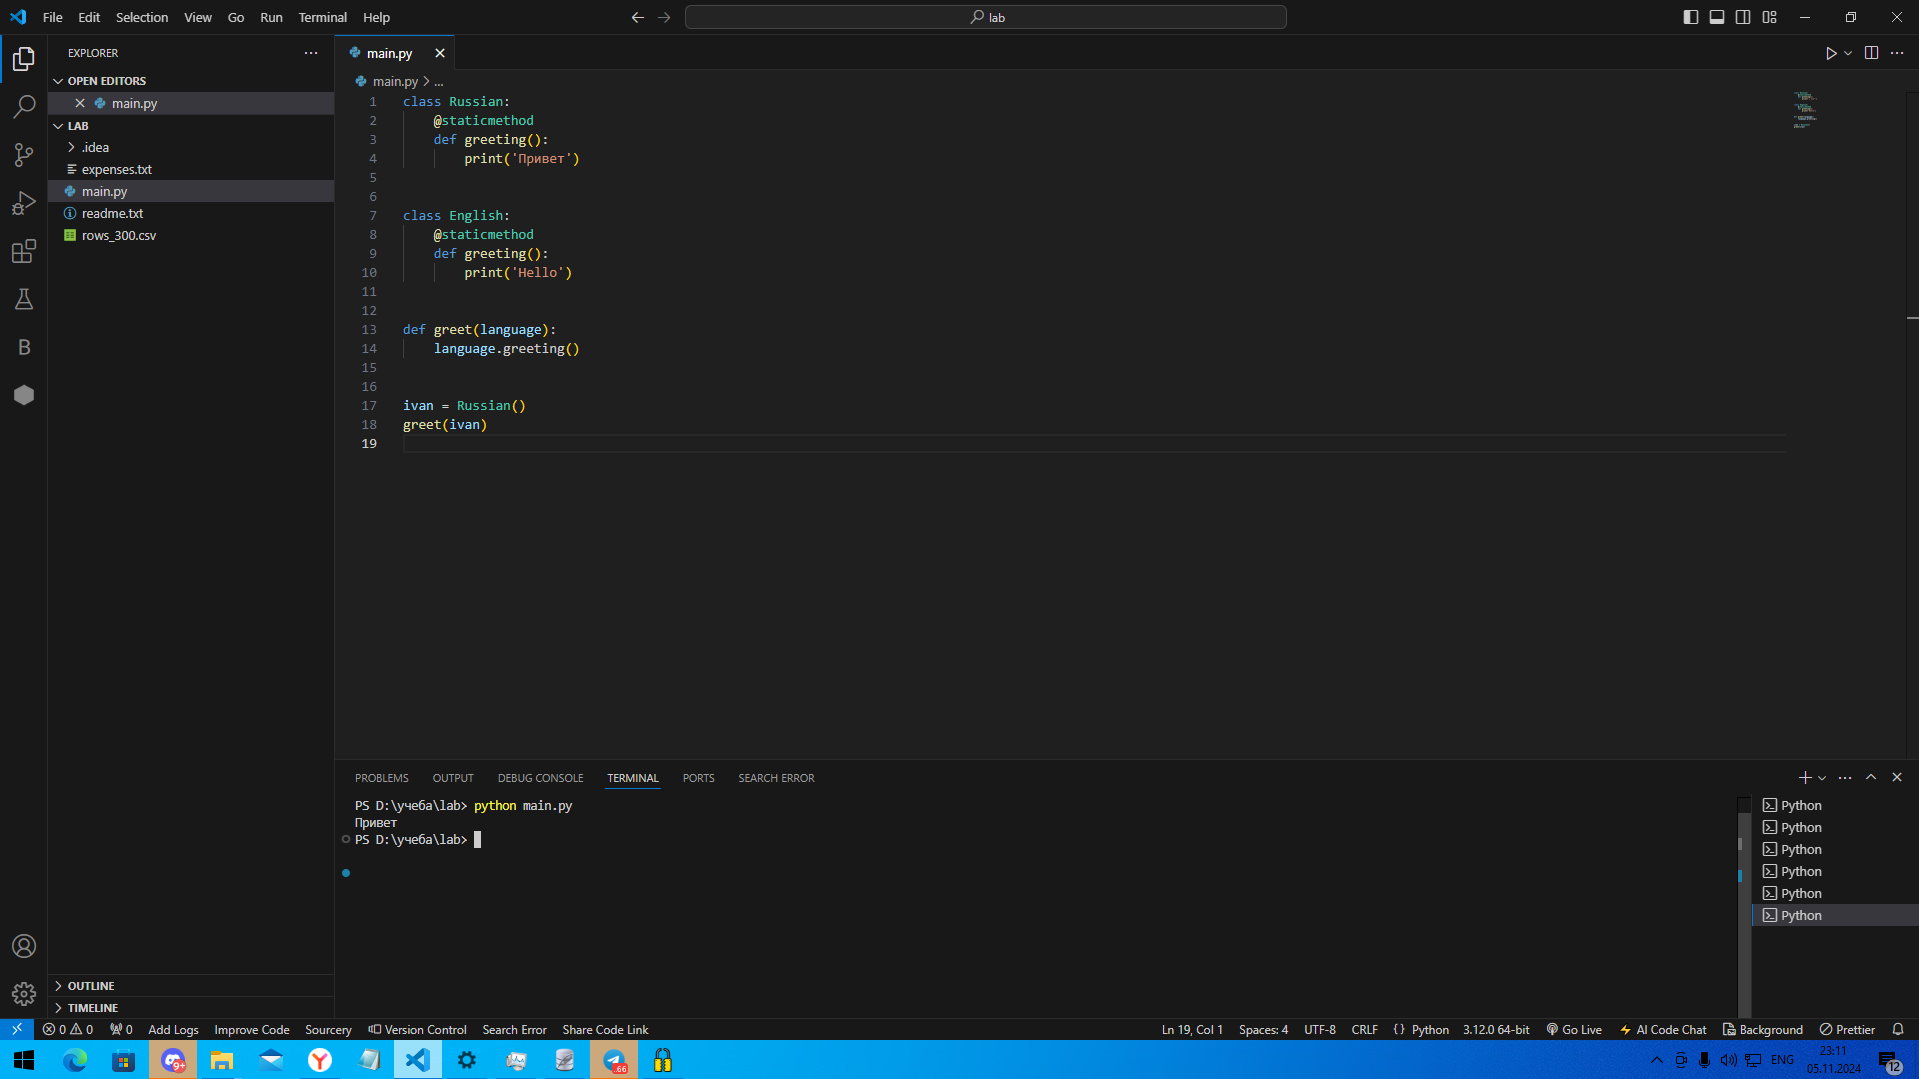 File Edit Selection View Go Run Terminal Help
lab
EXPLORER
OPEN EDITORS
main.py
LAB
.idea
expenses.txt
main.py
readme.txt
rows_300.csv
OUTLINE
TIMELINE
main.py
main.py > ...
1 class Russian:
2 @staticmethod
3 def greeting():
4 print('Привет')
5
6
7 class English:
8 @staticmethod
9 def greeting():
10 print('Hello')
11
12
13 def greet(language):
14 language.greeting()
15
16
17 ivan = Russian()
18 greet(ivan)
19
PROBLEMS OUTPUT DEBUG CONSOLE TERMINAL PORTS SEARCH ERROR
PS D:\учеба\lab> python main.py
Привет
PS D:\учеба\lab>
Python
Python
Python
Python
Python
Python
0 0 0 Add Logs Improve Code Sourcery Version Control Search Error Share Code Link Ln 19, Col 1 Spaces: 4 UTF-8 CRLF {} Python 3.12.0 64-bit Go Live AI Code Chat Background Prettier
9+ .66 ENG 23:11
05.11.2024 12